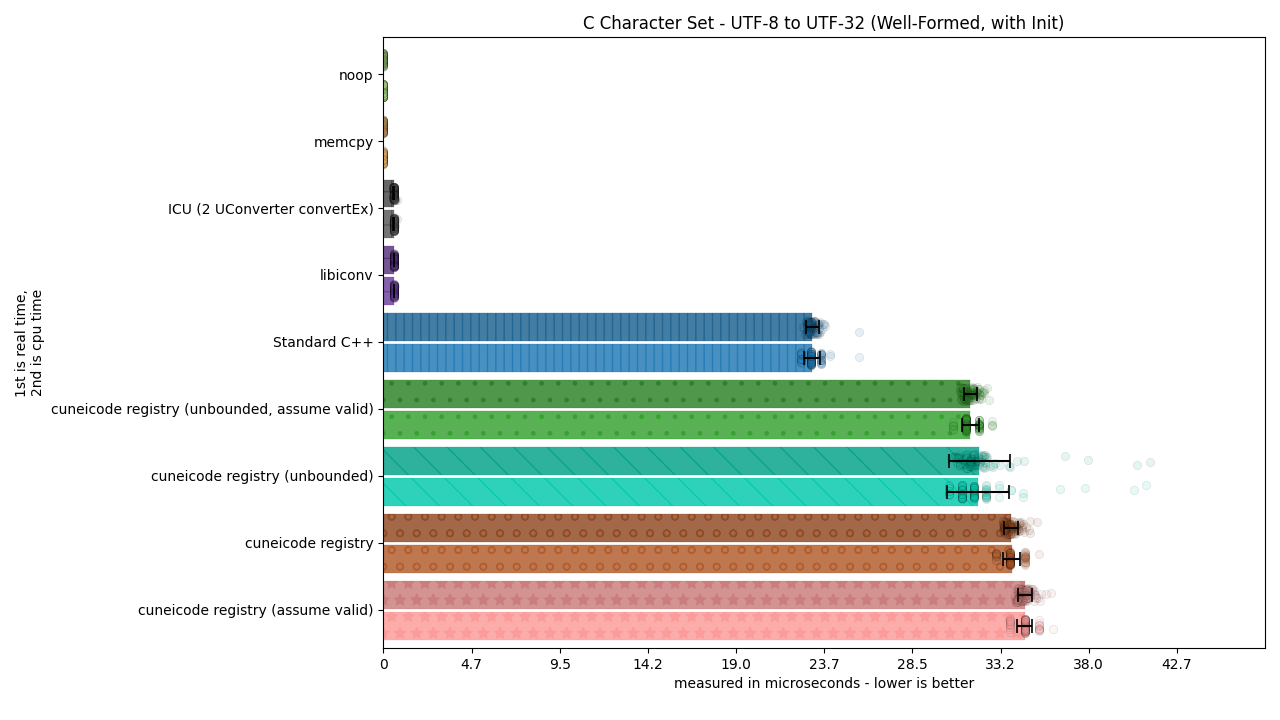 C Character Set - UTF-8 to UTF-32 (Well-Formed, with Init)
1st is real time,
2nd is cpu time
noop
memcpy
ICU (2 UConverter convertEx)
libiconv
Standard C++
cuneicode registry (unbounded, assume valid)
cuneicode registry (unbounded)
cuneicode registry
cuneicode registry (assume valid)
0 4.7 9.5 14.2 19.0 23.7 28.5 33.2 38.0 42.7
measured in microseconds - lower is better